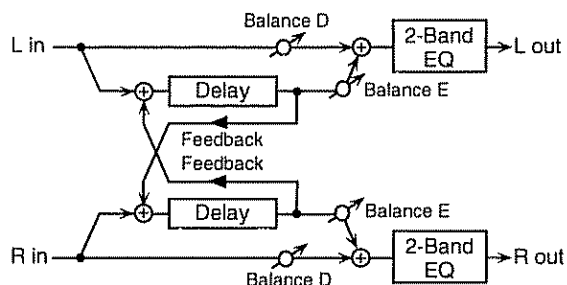 Balance D
L in
2-Band
EQ
L out
Delay
Balance E
Feedback
Feedback
Delay
Balance E
R in
Balance D
2-Band
EQ
R out